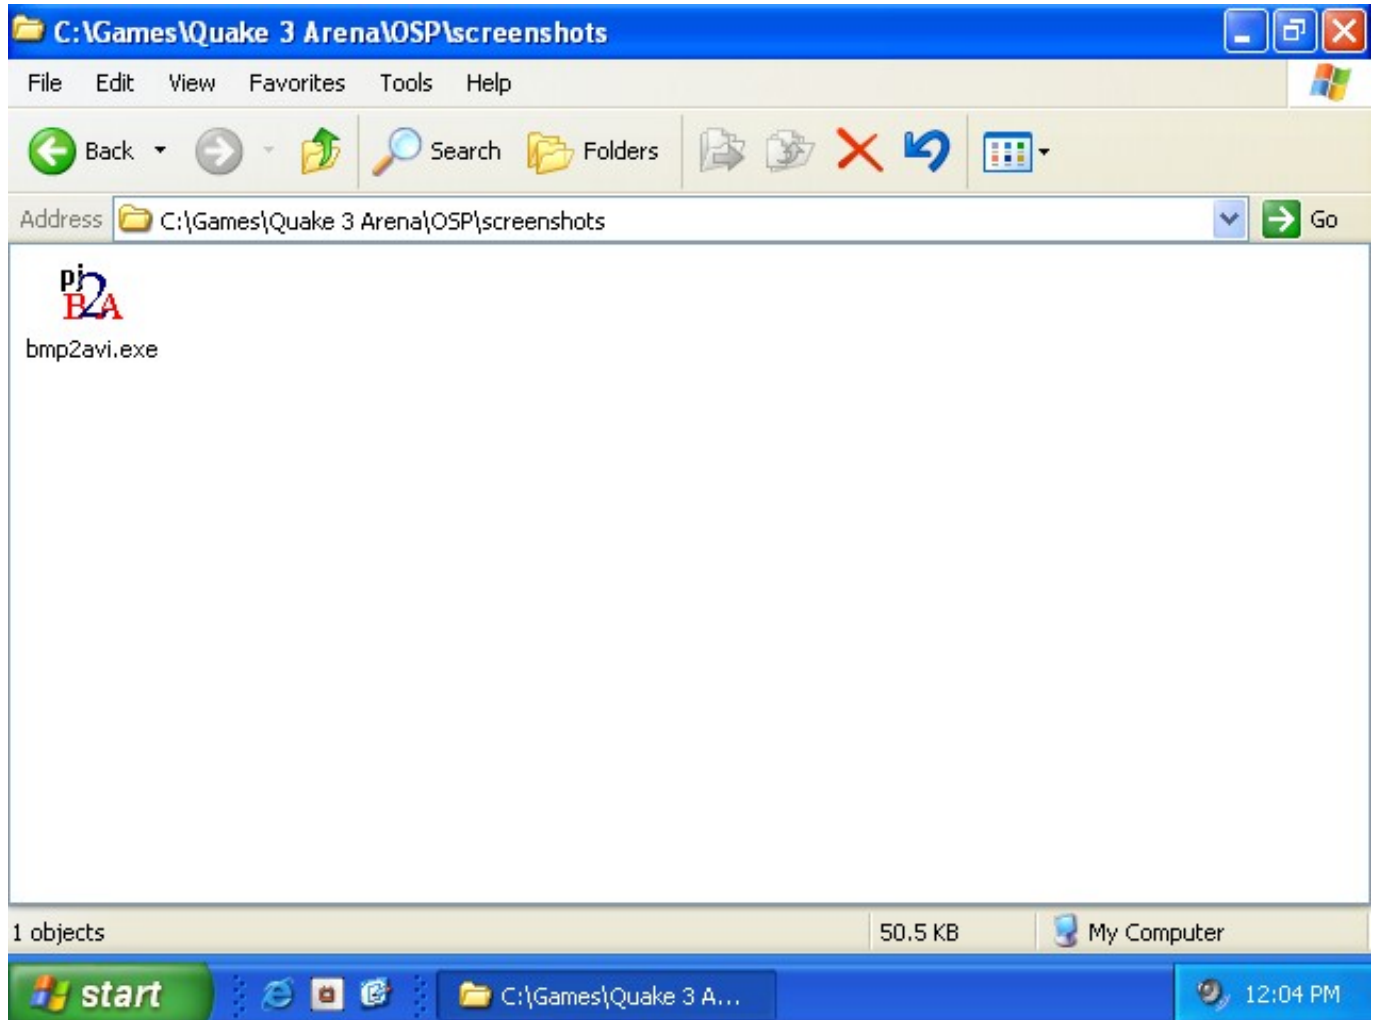 C:\Games\Quake 3 Arena\OSP\screenshots
File Edit View Favorites Tools Help
Back Search Folders
Address C:\Games\Quake 3 Arena\OSP\screenshots Go
pj
B2A
bmp2avi.exe
1 objects 50.5 KB My Computer
start C:\Games\Quake 3 A... 12:04 PM